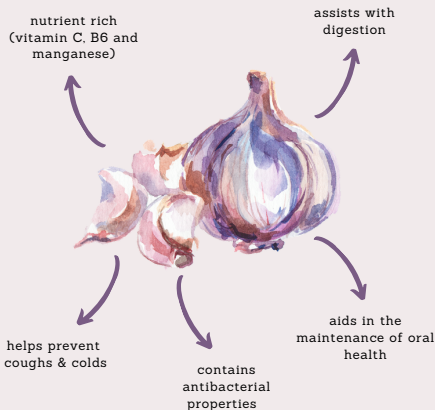 nutrient rich
(vitamin C, B6 and
manganese)
assists with
digestion
aids in the
maintenance of oral
health
helps prevent
coughs & colds
contains
antibacterial
properties